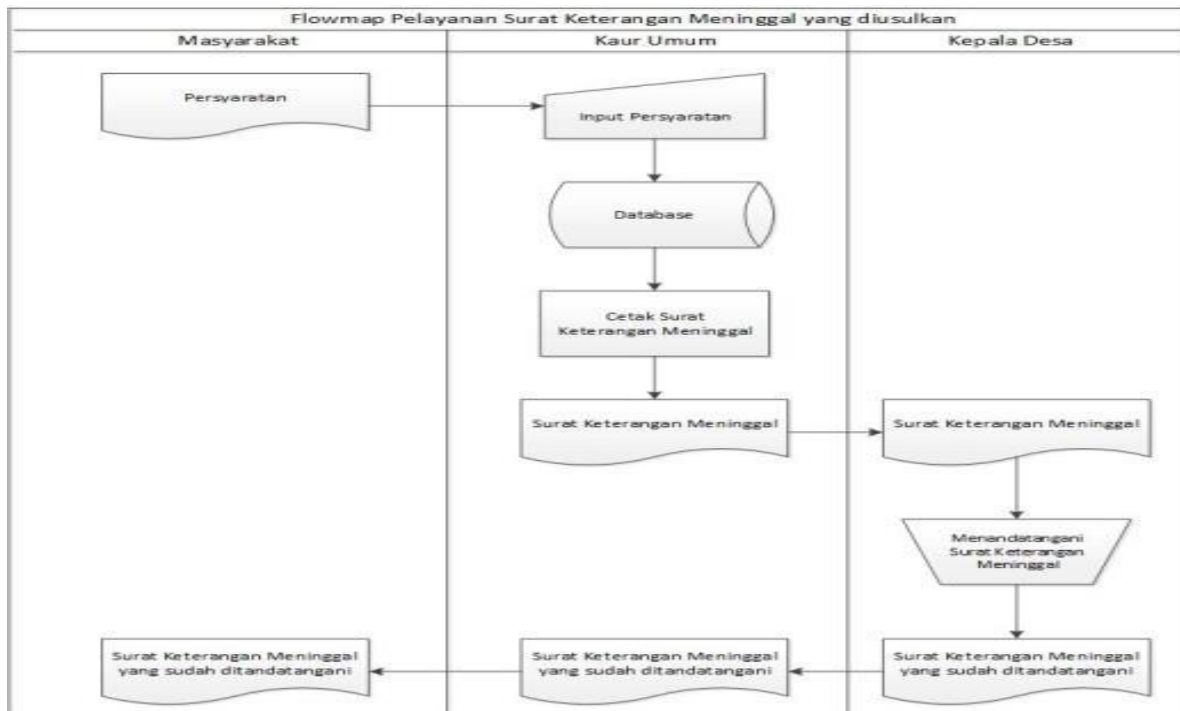 Flowmap Pelayanan Surat Keterangan Meninggal yang diusulkan
Masyarakat
Kaur Umum
Kepala Desa
Persyaratan
Input Persyaratan
Database
Cetak Surat
Keterangan Meninggal
Surat Keterangan Meninggal
Surat Keterangan Meninggal
Menandatangani
Surat Keterangan
Meninggal
Surat Keterangan Meninggal
yang sudah ditandatangani
Surat Keterangan Meninggal
yang sudah ditandatangani
Surat Keterangan Meninggal
yang sudah ditandatangani